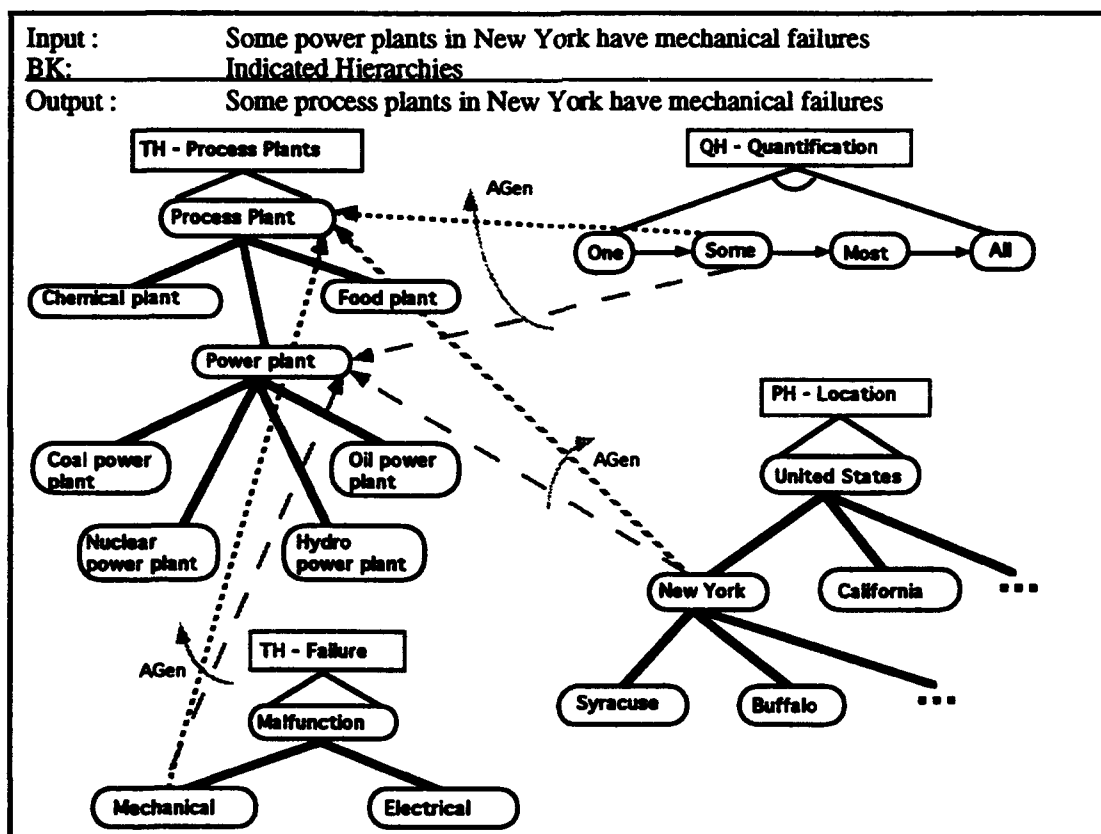 Input : Some power plants in New York have mechanical failures
BK: Indicated Hierarchies
Output : Some process plants in New York have mechanical failures
TH - Process Plants
QH - Quantification
AGen
Process Plant
One
Some
Most
All
Chemical plant
Food plant
Power plant
PH - Location
Coal power
plant
Oil power
plant
AGen
United States
Nuclear
power plant
Hydro
power plant
New York
California
TH - Failure
AGen
Syracuse
Buffalo
Malfunction
Mechanical
Electrical